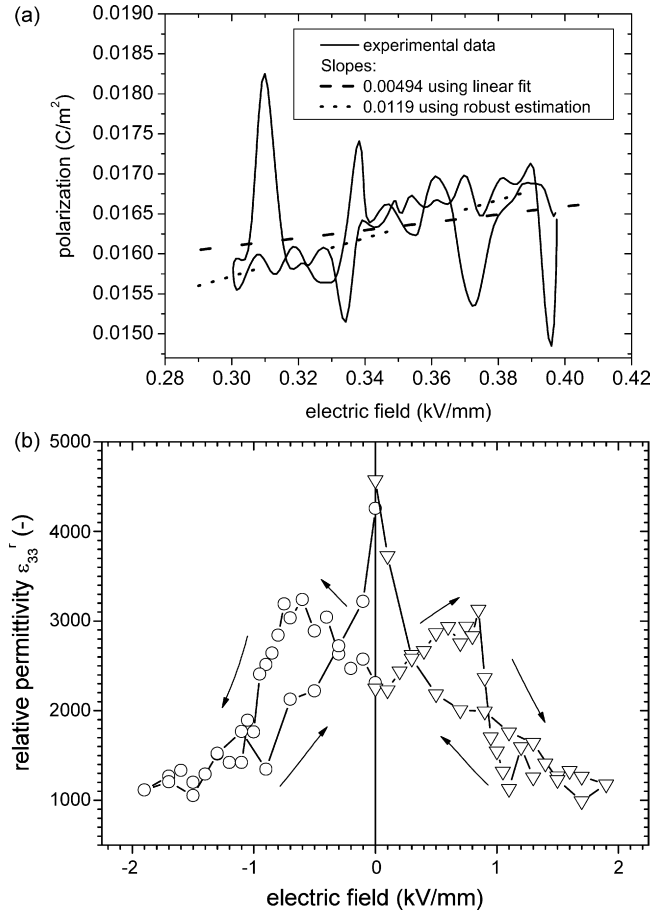 (a)
0.0190
0.0185
0.0180
0.0175
0.0170
0.0165
0.0160
0.0155
0.0150
polarization (C/m²)
experimental data
Slopes:
0.00494 using linear fit
0.0119 using robust estimation
0.28 0.30 0.32 0.34 0.36 0.38 0.40 0.42
electric field (kV/mm)
(b)
5000
4000
3000
2000
1000
relative permittivity ε₃₃ʳ (-)
-2 -1 0 1 2
electric field (kV/mm)